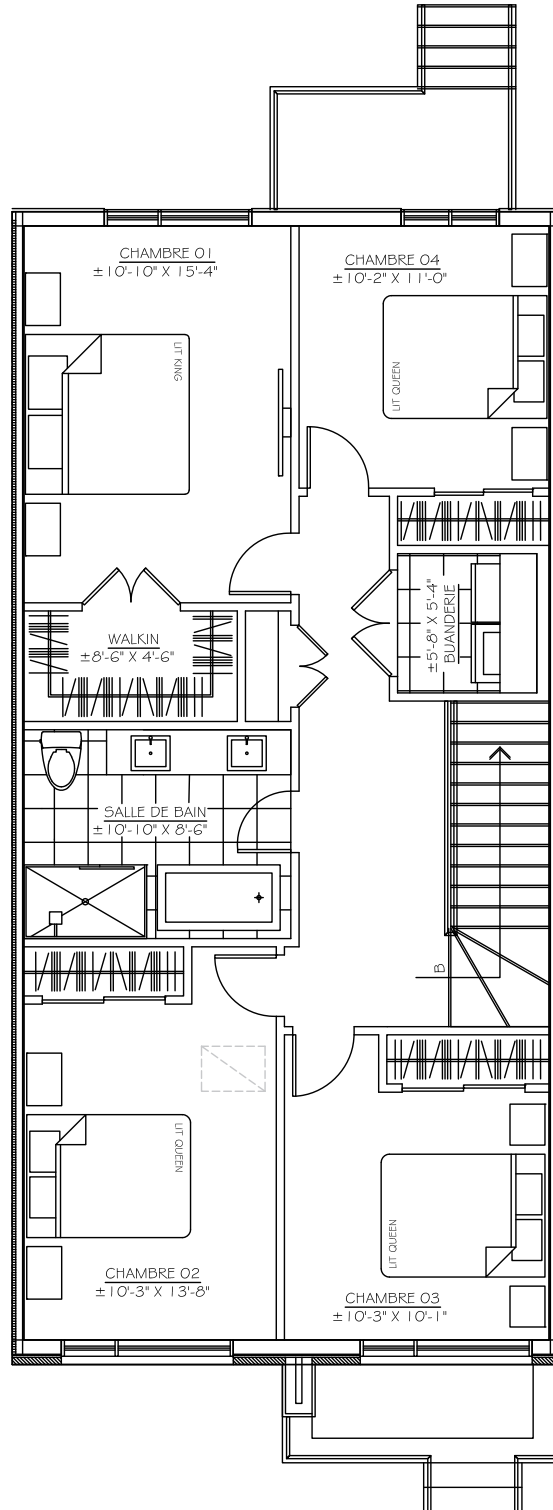 CHAMBRE 01
±10'-10" X 15'-4"
LIT KING
CHAMBRE 04
±10'-2" X 11'-0"
LIT QUEEN
WALKIN
±8'-6" X 4'-6"
±5'-8" X 5'-4"
BUANDERIE
SALLE DE BAIN
±10'-10" X 8'-6"
B
LIT QUEEN
CHAMBRE 02
±10'-3" X 13'-8"
LIT QUEEN
CHAMBRE 03
±10'-3" X 10'-1"